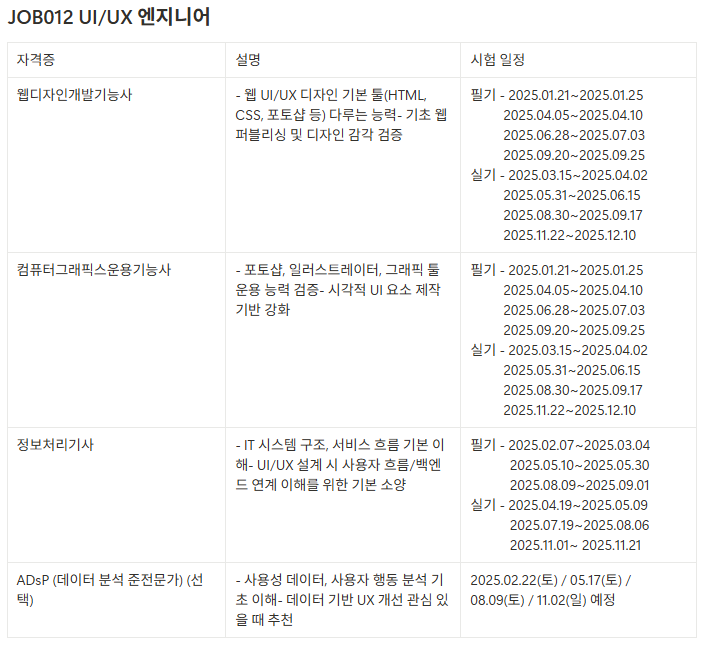 JOB012 UI/UX 엔지니어
자격증
설명
시험 일정
웹디자인개발기능사
- 웹 UI/UX 디자인 기본 툴(HTML,
CSS, 포토샵 등) 다루는 능력- 기초 웹
퍼블리싱 및 디자인 감각 검증
필기 - 2025.01.21~2025.01.25
2025.04.05~2025.04.10
2025.06.28~2025.07.03
2025.09.20~2025.09.25
실기 - 2025.03.15~2025.04.02
2025.05.31~2025.06.15
2025.08.30~2025.09.17
2025.11.22~2025.12.10
컴퓨터그래픽스운용기능사
- 포토샵, 일러스트레이터, 그래픽 툴
운용 능력 검증- 시각적 UI 요소 제작
기반 강화
필기 - 2025.01.21~2025.01.25
2025.04.05~2025.04.10
2025.06.28~2025.07.03
2025.09.20~2025.09.25
실기 - 2025.03.15~2025.04.02
2025.05.31~2025.06.15
2025.08.30~2025.09.17
2025.11.22~2025.12.10
정보처리기사
- IT 시스템 구조, 서비스 흐름 기본 이
해- UI/UX 설계 시 사용자 흐름/백엔
드 연계 이해를 위한 기본 소양
필기 - 2025.02.07~2025.03.04
2025.05.10~2025.05.30
2025.08.09~2025.09.01
실기 - 2025.04.19~2025.05.09
2025.07.19~2025.08.06
2025.11.01~ 2025.11.21
ADsP (데이터 분석 준전문가) (선
택)
- 사용성 데이터, 사용자 행동 분석 기
초 이해- 데이터 기반 UX 개선 관심 있
을 때 추천
2025.02.22(토) / 05.17(토) /
08.09(토) / 11.02(일) 예정